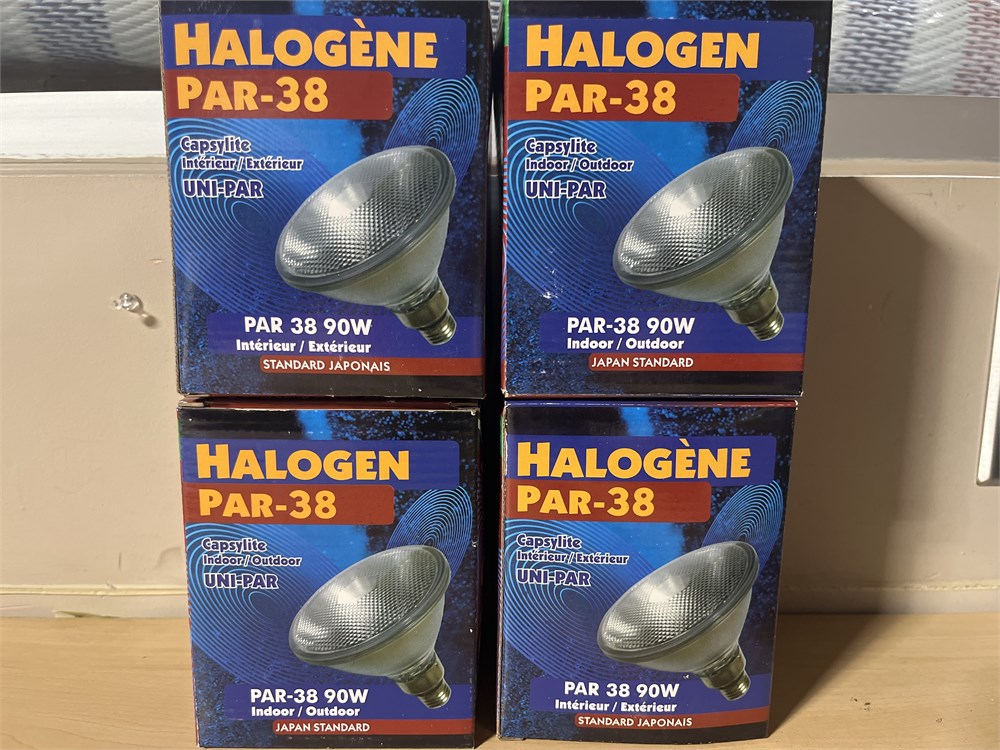 HALOGÈNE
PAR-38
Capsylite
Intérieur / Extérieur
UNI-PAR
PAR 38 90W
Intérieur / Extérieur
STANDARD JAPONAIS
HALOGEN
PAR-38
Capsylite
Indoor / Outdoor
UNI-PAR
PAR-38 90W
Indoor / Outdoor
JAPAN STANDARD
HALOGEN
PAR-38
Capsylite
Indoor / Outdoor
UNI-PAR
PAR-38 90W
Indoor / Outdoor
JAPAN STANDARD
HALOGÈNE
PAR-38
Capsylite
Intérieur / Extérieur
UNI-PAR
PAR 38 90W
Intérieur / Extérieur
STANDARD JAPONAIS